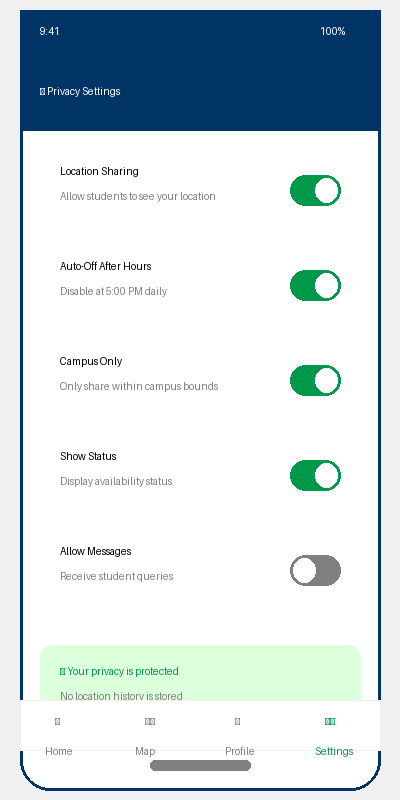 9:41 100%
Privacy Settings
Location Sharing
Allow students to see your location
Auto-Off After Hours
Disable at 5:00 PM daily
Campus Only
Only share within campus bounds
Show Status
Display availability status
Allow Messages
Receive student queries
Your privacy is protected
No location history is stored
Home Map Profile Settings